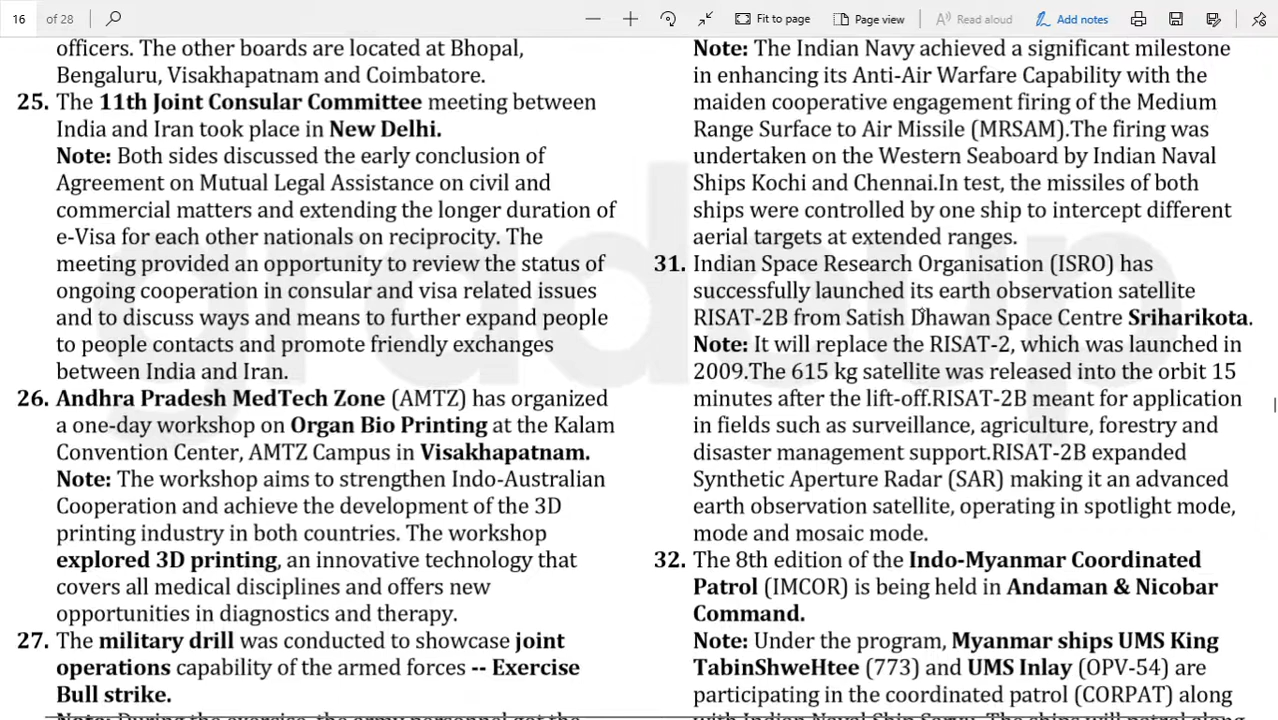 16 of 28 Fit to page Page view Read aloud Add notes
officers. The other boards are located at Bhopal,
Bengaluru, Visakhapatnam and Coimbatore.
25. The 11th Joint Consular Committee meeting between
India and Iran took place in New Delhi.
Note: Both sides discussed the early conclusion of
Agreement on Mutual Legal Assistance on civil and
commercial matters and extending the longer duration of
e-Visa for each other nationals on reciprocity. The
meeting provided an opportunity to review the status of
ongoing cooperation in consular and visa related issues
and to discuss ways and means to further expand people
to people contacts and promote friendly exchanges
between India and Iran.
26. Andhra Pradesh MedTech Zone (AMTZ) has organized
a one-day workshop on Organ Bio Printing at the Kalam
Convention Center, AMTZ Campus in Visakhapatnam.
Note: The workshop aims to strengthen Indo-Australian
Cooperation and achieve the development of the 3D
printing industry in both countries. The workshop
explored 3D printing, an innovative technology that
covers all medical disciplines and offers new
opportunities in diagnostics and therapy.
27. The military drill was conducted to showcase joint
operations capability of the armed forces -- Exercise
Bull strike.
Note: During the exercise, the army personnel got the
Note: The Indian Navy achieved a significant milestone
in enhancing its Anti-Air Warfare Capability with the
maiden cooperative engagement firing of the Medium
Range Surface to Air Missile (MRSAM).The firing was
undertaken on the Western Seaboard by Indian Naval
Ships Kochi and Chennai.In test, the missiles of both
ships were controlled by one ship to intercept different
aerial targets at extended ranges.
31. Indian Space Research Organisation (ISRO) has
successfully launched its earth observation satellite
RISAT-2B from Satish Dhawan Space Centre Sriharikota.
Note: It will replace the RISAT-2, which was launched in
2009.The 615 kg satellite was released into the orbit 15
minutes after the lift-off.RISAT-2B meant for application
in fields such as surveillance, agriculture, forestry and
disaster management support.RISAT-2B expanded
Synthetic Aperture Radar (SAR) making it an advanced
earth observation satellite, operating in spotlight mode,
mode and mosaic mode.
32. The 8th edition of the Indo-Myanmar Coordinated
Patrol (IMCOR) is being held in Andaman & Nicobar
Command.
Note: Under the program, Myanmar ships UMS King
TabinShweHtee (773) and UMS Inlay (OPV-54) are
participating in the coordinated patrol (CORPAT) along
with Indian Naval Ship Saryu. The ships will patrol along
gradeup